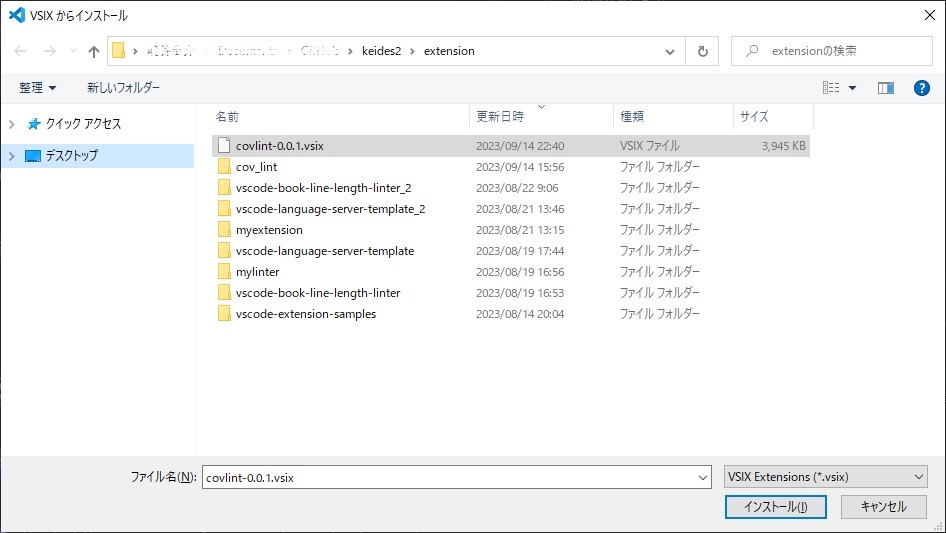 VSIX からインストール
keides2 › extension
extensionの検索
整理
新しいフォルダー
クイック アクセス
デスクトップ
名前 更新日時 種類 サイズ
covlint-0.0.1.vsix 2023/09/14 22:40 VSIX ファイル 3,945 KB
cov_lint 2023/09/14 15:56 ファイル フォルダー
vscode-book-line-length-linter_2 2023/08/22 9:06 ファイル フォルダー
vscode-language-server-template_2 2023/08/21 13:46 ファイル フォルダー
myextension 2023/08/21 13:15 ファイル フォルダー
vscode-language-server-template 2023/08/19 17:44 ファイル フォルダー
mylinter 2023/08/19 16:56 ファイル フォルダー
vscode-book-line-length-linter 2023/08/19 16:53 ファイル フォルダー
vscode-extension-samples 2023/08/14 20:04 ファイル フォルダー
ファイル名(N): covlint-0.0.1.vsix VSIX Extensions (*.vsix)
インストール(I) キャンセル